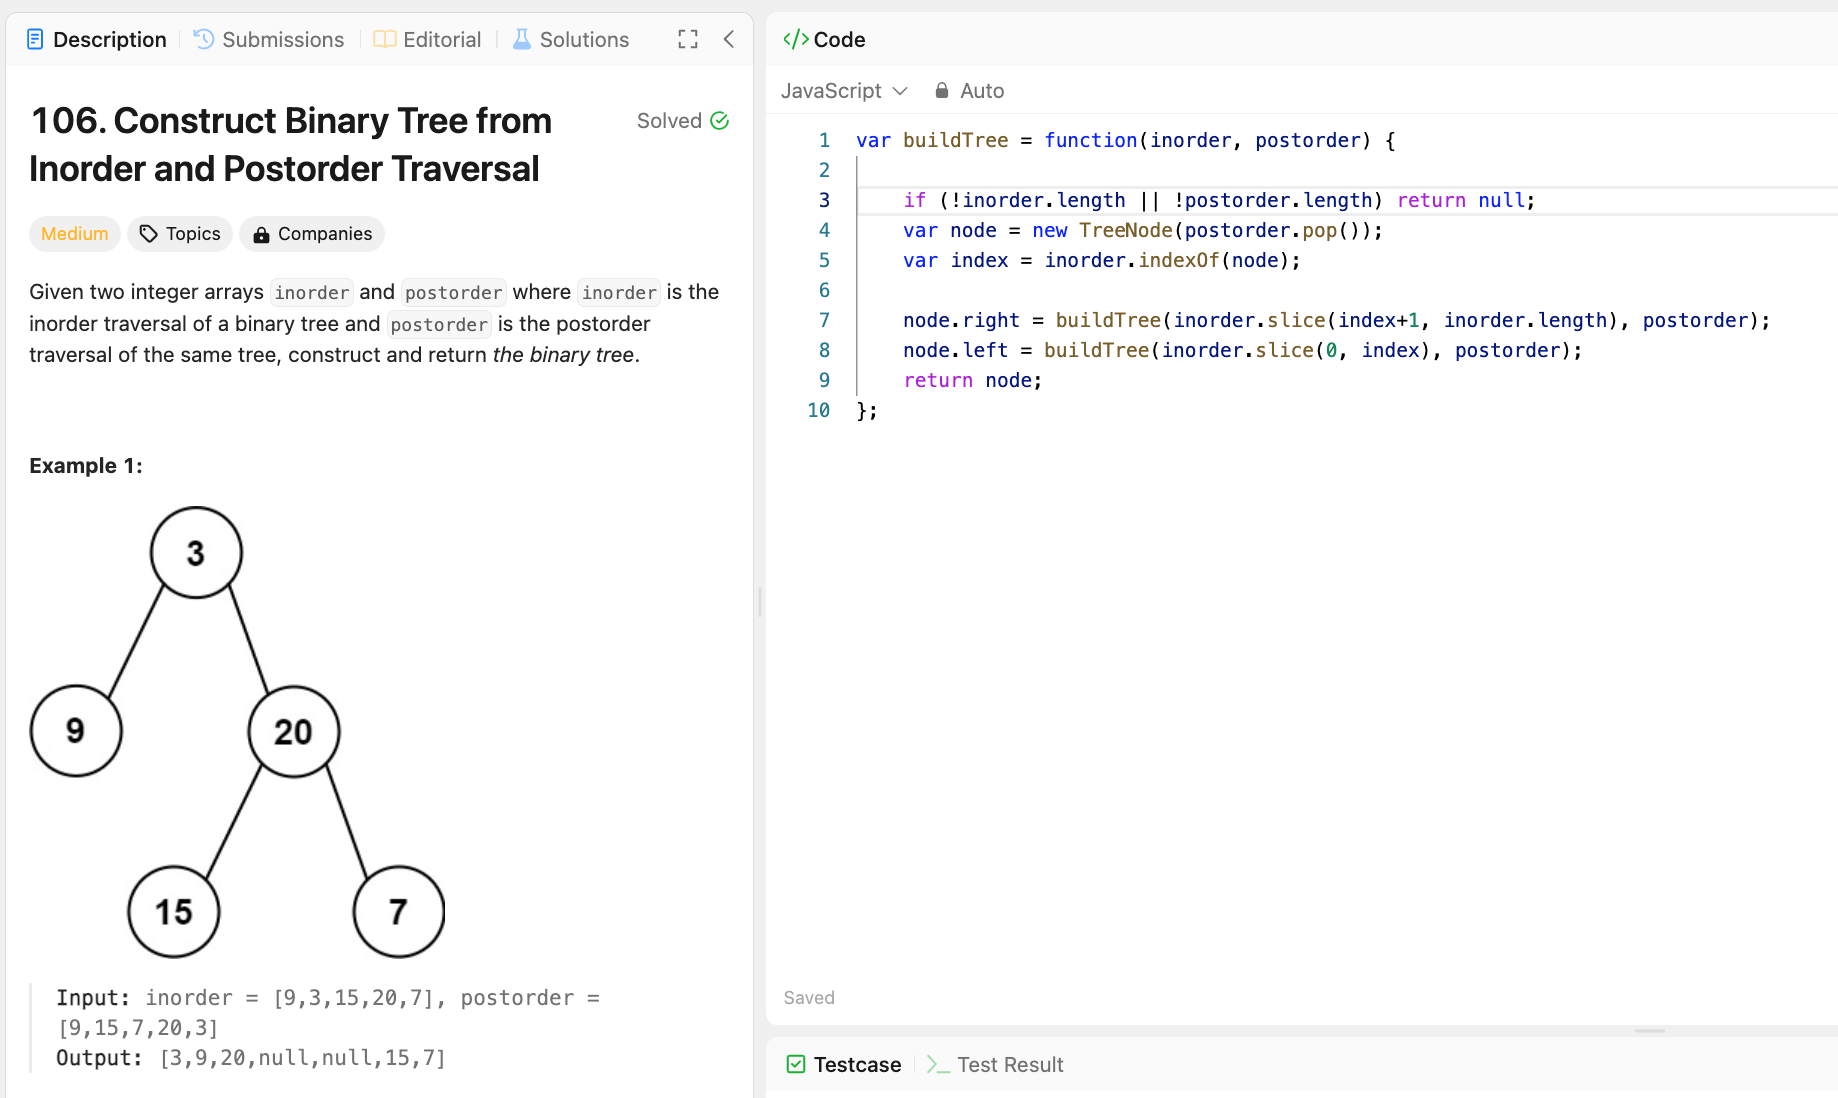 Description
Submissions
Editorial
Solutions
106. Construct Binary Tree from
Inorder and Postorder Traversal
Solved
Medium
Topics
Companies
Given two integer arrays inorder and postorder where inorder is the
inorder traversal of a binary tree and postorder is the postorder
traversal of the same tree, construct and return the binary tree.
Example 1:
3
9
20
15
7
Input: inorder = [9,3,15,20,7], postorder =
[9,15,7,20,3]
Output: [3,9,20,null,null,15,7]
</> Code
JavaScript
Auto
1 var buildTree = function(inorder, postorder) {
2
3 if (!inorder.length || !postorder.length) return null;
4 var node = new TreeNode(postorder.pop());
5 var index = inorder.indexOf(node);
6
7 node.right = buildTree(inorder.slice(index+1, inorder.length), postorder);
8 node.left = buildTree(inorder.slice(0, index), postorder);
9 return node;
10 };
Saved
Testcase
>_ Test Result